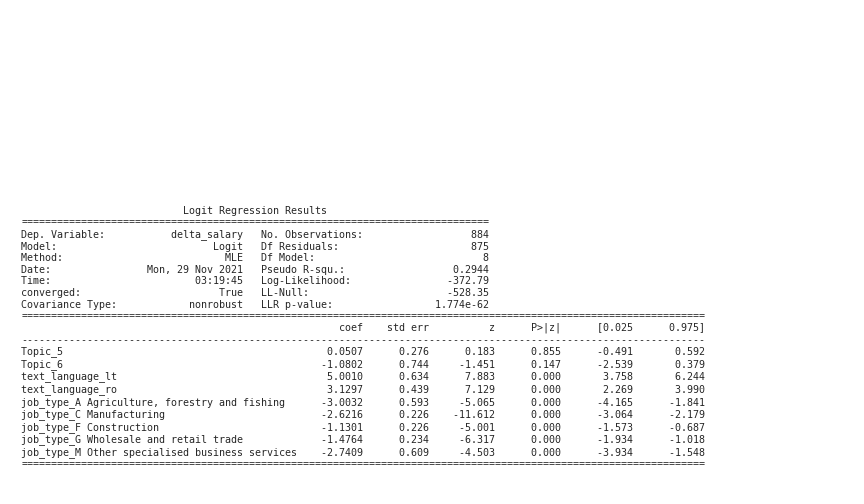 Logit Regression Results
==============================================================================
Dep. Variable:           delta_salary   No. Observations:                  884
Model:                          Logit   Df Residuals:                      875
Method:                           MLE   Df Model:                            8
Date:                Mon, 29 Nov 2021   Pseudo R-squ.:                  0.2944
Time:                        03:19:45   Log-Likelihood:                -372.79
converged:                       True   LL-Null:                       -528.35
Covariance Type:            nonrobust   LLR p-value:                 1.774e-62
==================================================================================================================
                                                     coef    std err          z      P>|z|      [0.025      0.975]
------------------------------------------------------------------------------------------------------------------
Topic_5                                            0.0507      0.276      0.183      0.855      -0.491       0.592
Topic_6                                           -1.0802      0.744     -1.451      0.147      -2.539       0.379
text_language_lt                                   5.0010      0.634      7.883      0.000       3.758       6.244
text_language_ro                                   3.1297      0.439      7.129      0.000       2.269       3.990
job_type_A Agriculture, forestry and fishing      -3.0032      0.593     -5.065      0.000      -4.165      -1.841
job_type_C Manufacturing                          -2.6216      0.226    -11.612      0.000      -3.064      -2.179
job_type_F Construction                           -1.1301      0.226     -5.001      0.000      -1.573      -0.687
job_type_G Wholesale and retail trade             -1.4764      0.234     -6.317      0.000      -1.934      -1.018
job_type_M Other specialised business services    -2.7409      0.609     -4.503      0.000      -3.934      -1.548
==================================================================================================================